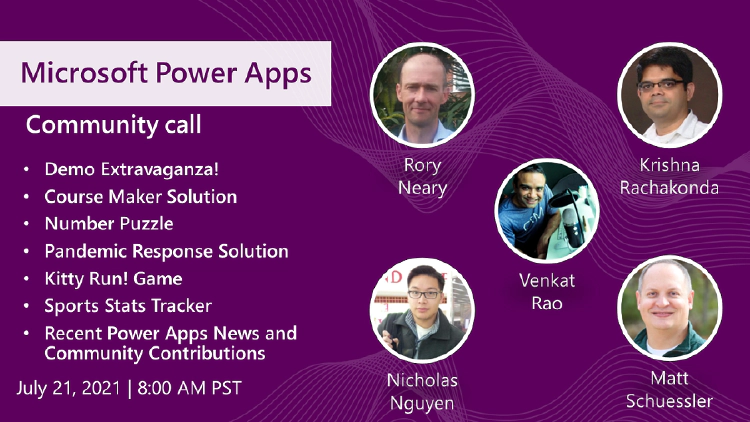 Microsoft Power Apps
Community call
• Demo Extravaganza!
• Course Maker Solution
• Number Puzzle
• Pandemic Response Solution
• Kitty Run! Game
• Sports Stats Tracker
• Recent Power Apps News and
Community Contributions
July 21, 2021 | 8:00 AM PST
Rory
Neary
Krishna
Rachakonda
Venkat
Rao
Nicholas
Nguyen
Matt
Schuessler